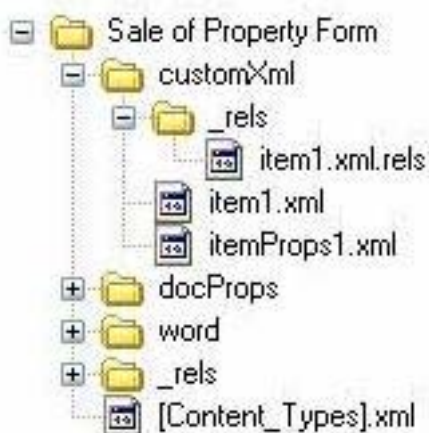 Sale of Property Form
customXml
_rels
item1.xml.rels
item1.xml
itemProps1.xml
docProps
word
_rels
[Content_Types].xml